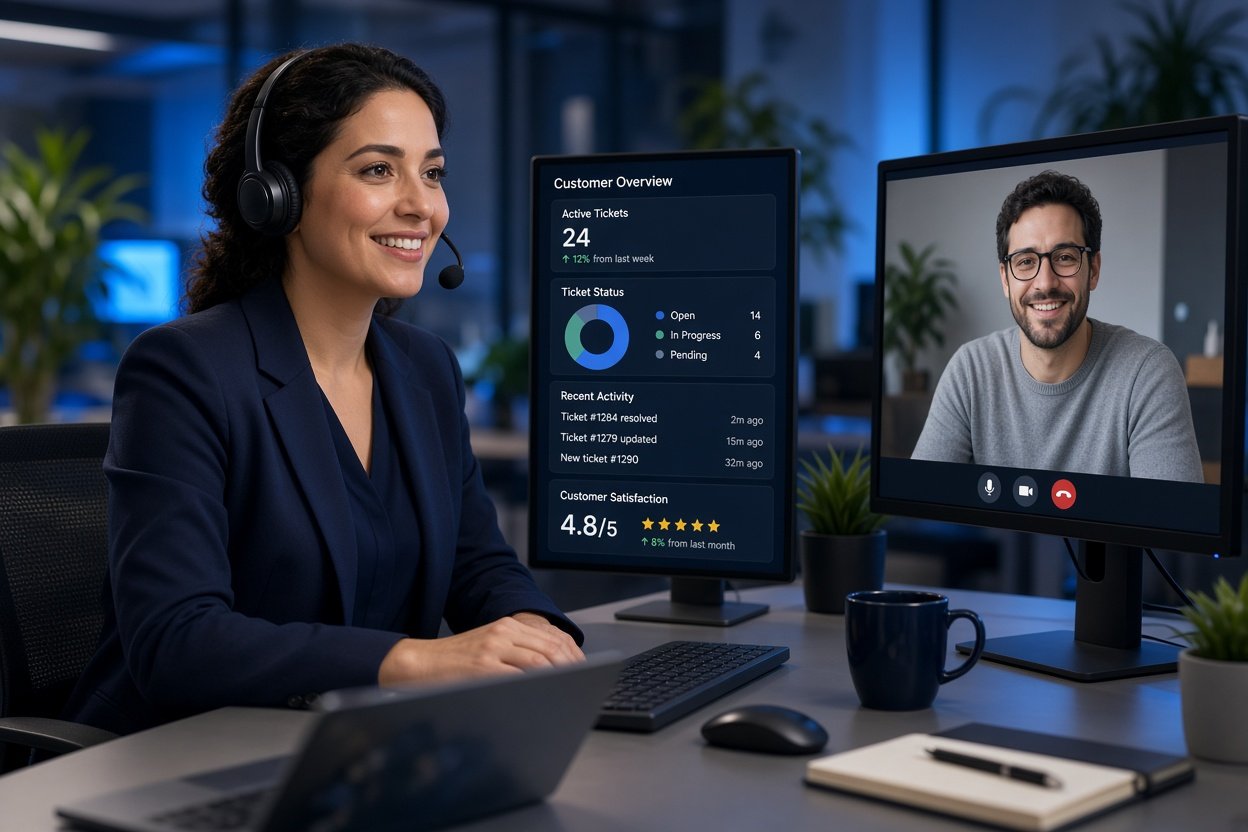 Customer Overview
Active Tickets
24
↑ 12% from last week
Ticket Status
Open 14
In Progress 6
Pending 4
Recent Activity
Ticket #1284 resolved 2m ago
Ticket #1279 updated 15m ago
New ticket #1290 32m ago
Customer Satisfaction
4.8/5
↑ 8% from last month